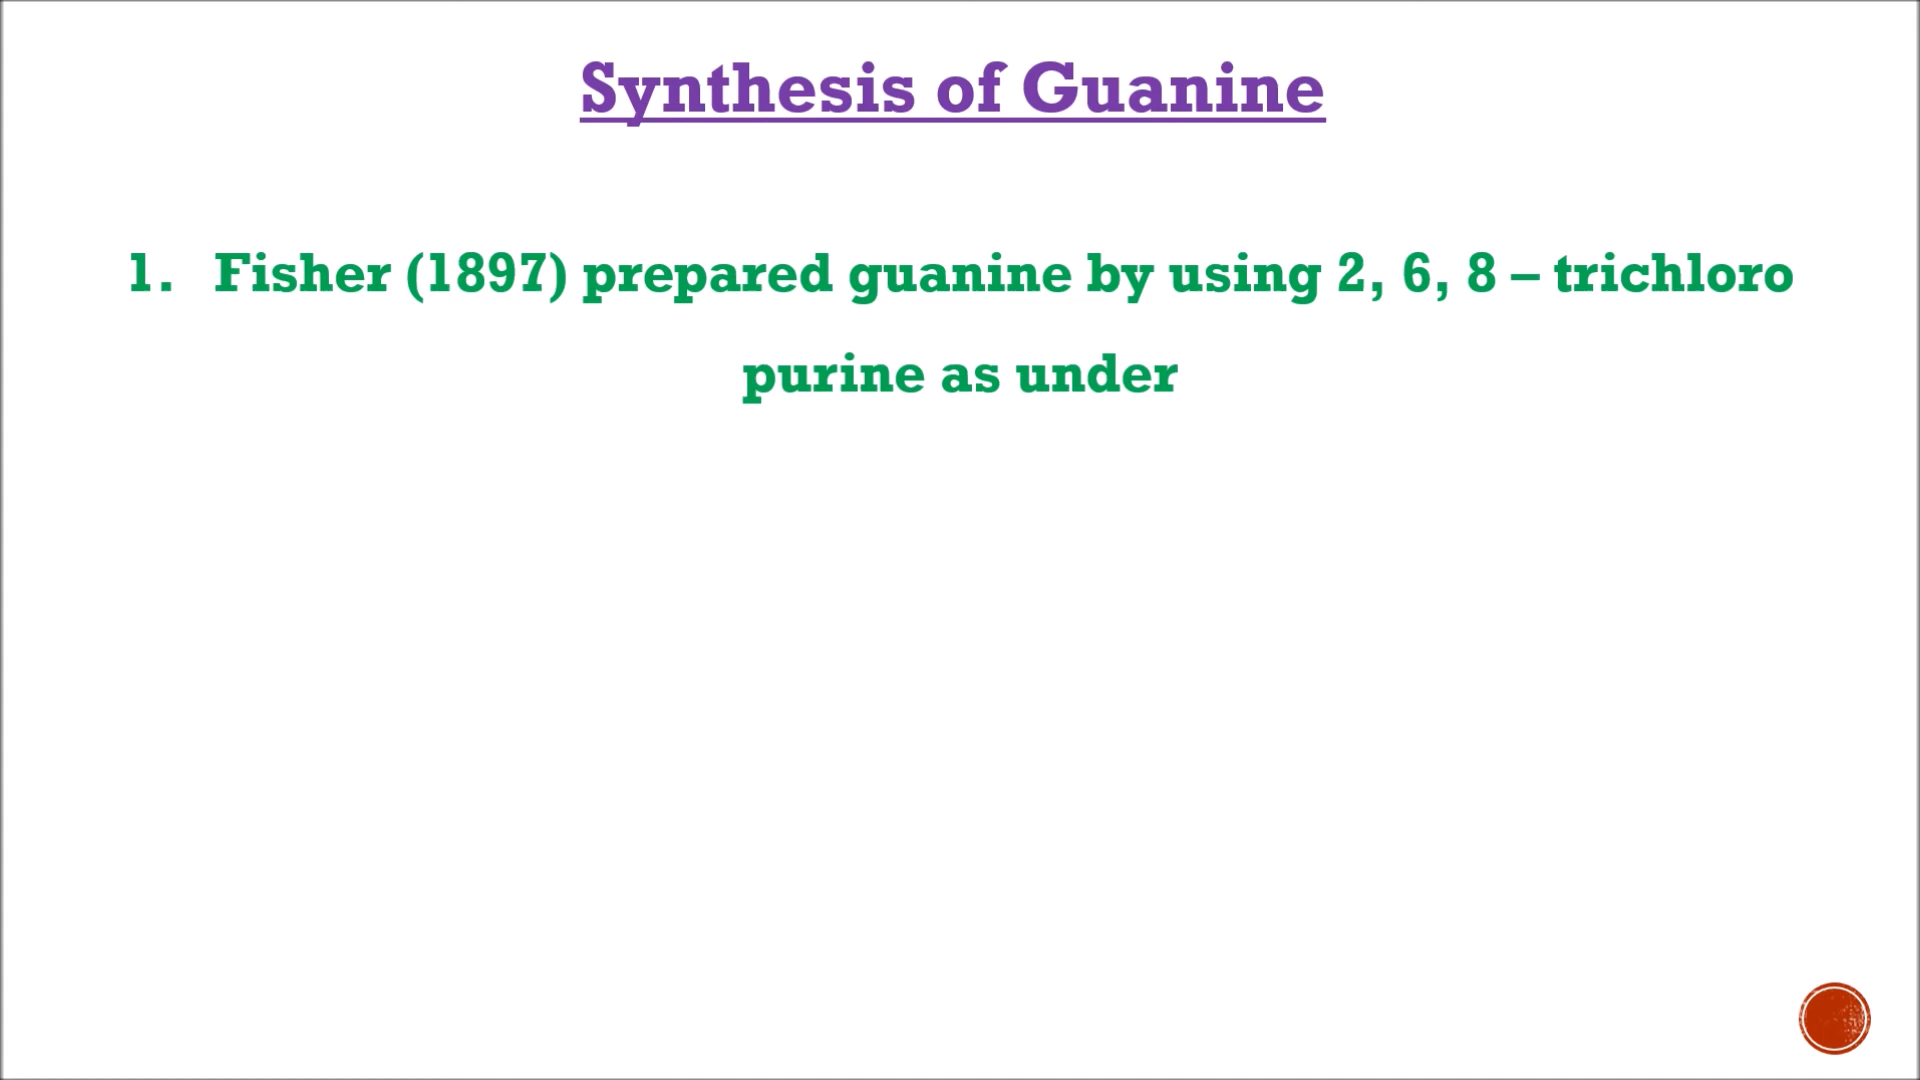 Synthesis of Guanine
1. Fisher (1897) prepared guanine by using 2, 6, 8 – trichloro
purine as under